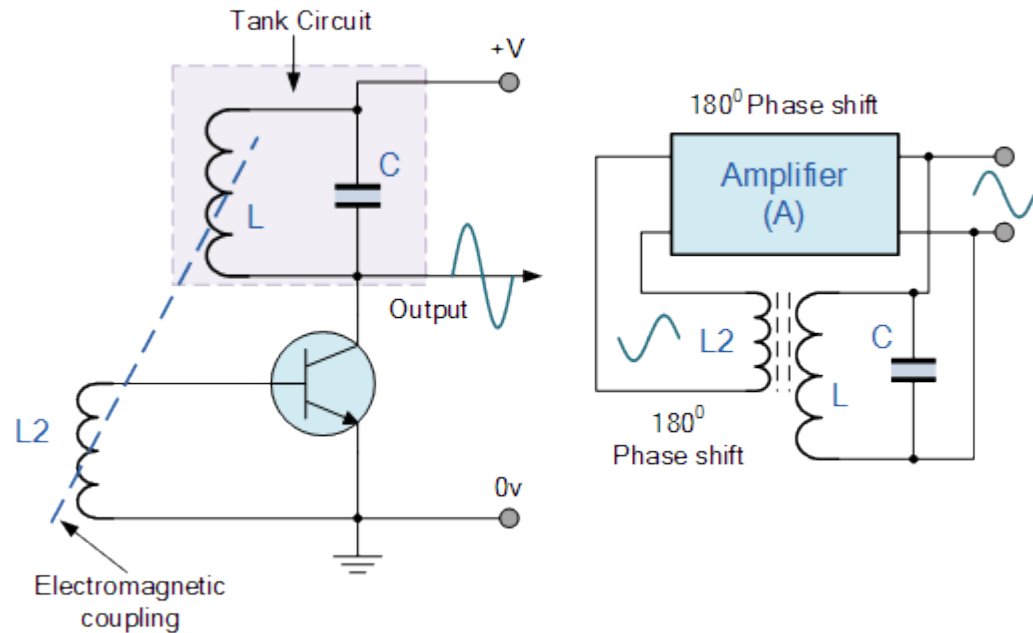 Tank Circuit
+V
C
L
Output
L2
0v
Electromagnetic
coupling
180⁰ Phase shift
Amplifier
(A)
L2
C
L
180⁰
Phase shift